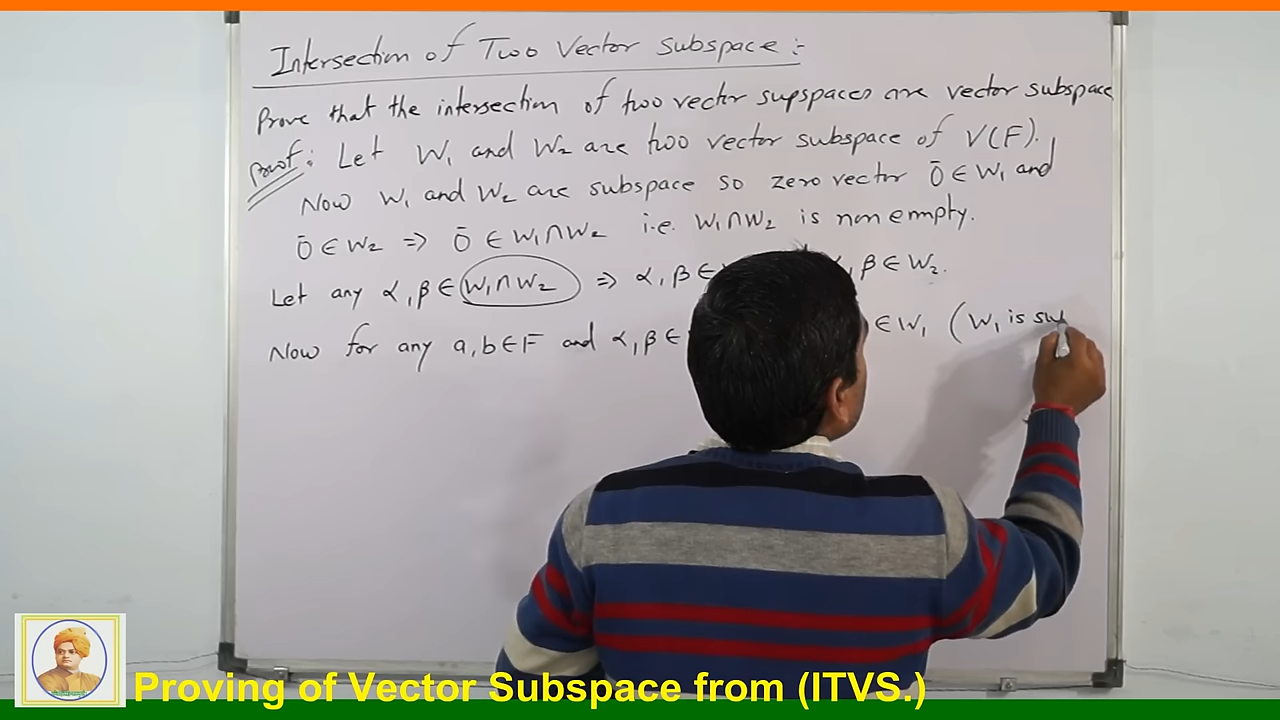 Intersection of Two Vector Subspace :-
Prove that the intersection of two vector supspaces are vector subspace
Proof: Let W₁ and W₂ are two vector subspace of V(F).
Now W₁ and W₂ are subspace so zero vector 0̄ ∈ W₁ and
0̄ ∈ W₂ ⇒ 0̄ ∈ W₁∩W₂ i.e. W₁∩W₂ is non empty.
Let any α, β ∈ W₁∩W₂ ⇒ α, β ∈ , β ∈ W₂.
Now for any a, b ∈ F and α, β ∈ ∈ W₁ (W₁ is su
Proving of Vector Subspace from (ITVS.)